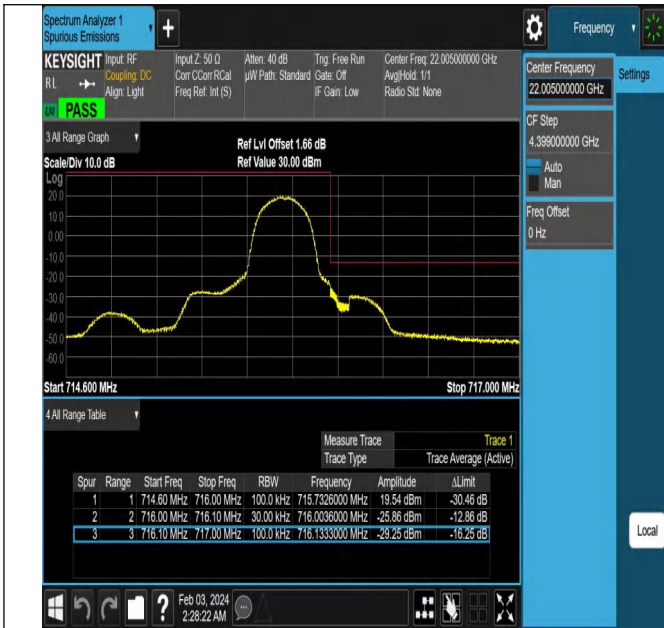 Spectrum Analyzer 1
Spurious Emissions
Frequency
KEYSIGHT
RL
Input: RF
Coupling: DC
Align: Light
Input Z: 50 Ω
Corr CCorr RCal
Freq Ref: Int (S)
Atten: 40 dB
µW Path: Standard
Trig: Free Run
Gate: Off
IF Gain: Low
Center Freq: 22.005000000 GHz
Avg|Hold: 1/1
Radio Std: None
PASS
Center Frequency
22.005000000 GHz
Settings
CF Step
4.399000000 GHz
Auto
Man
Freq Offset
0 Hz
3 All Range Graph
Scale/Div 10.0 dB
Ref Lvl Offset 1.66 dB
Ref Value 30.00 dBm
Log
20.0
10.0
0.00
-10.0
-20.0
-30.0
-40.0
-50.0
-60.0
Start 714.600 MHz
Stop 717.000 MHz
4 All Range Table
Measure Trace Trace 1
Trace Type Trace Average (Active)
Spur Range Start Freq Stop Freq RBW Frequency Amplitude ΔLimit
1 1 714.60 MHz 716.00 MHz 100.0 kHz 715.7326000 MHz 19.54 dBm -30.46 dB
2 2 716.00 MHz 716.10 MHz 30.00 kHz 716.0036000 MHz -25.86 dBm -12.86 dB
3 3 716.10 MHz 717.00 MHz 100.0 kHz 716.1333000 MHz -29.25 dBm -16.25 dB
Local
?
Feb 03, 2024
2:28:22 AM